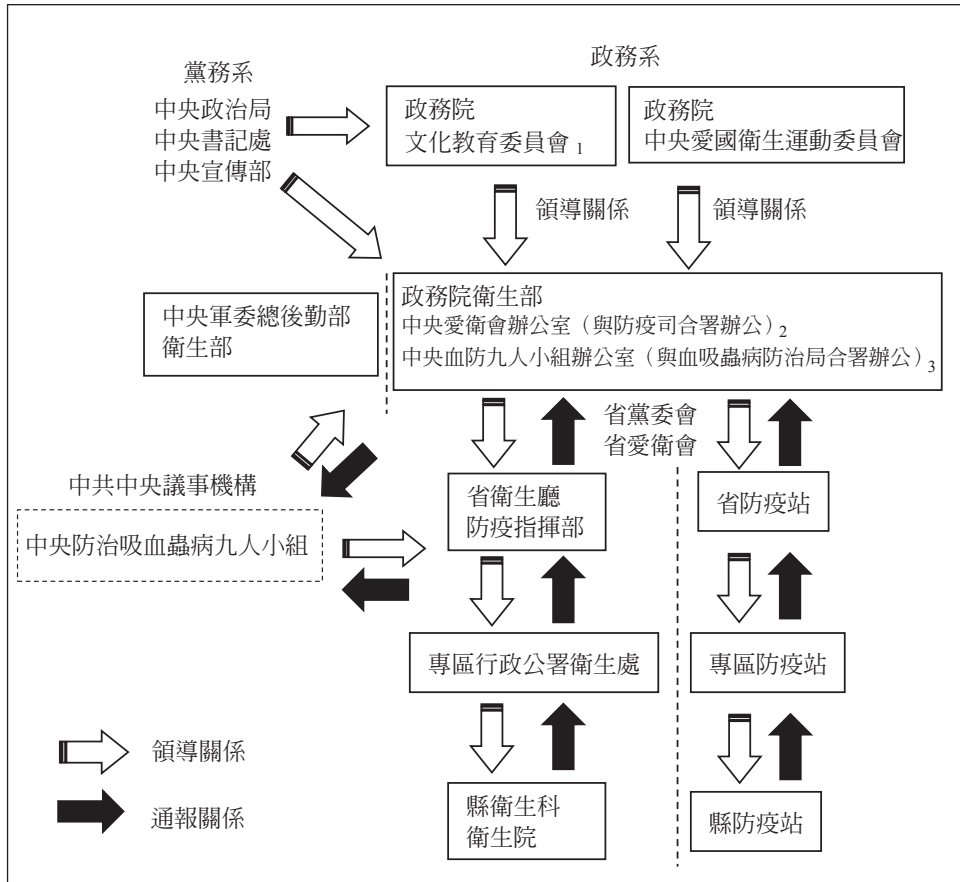 黨務系
中央政治局
中央書記處
中央宣傳部
政務系
政務院
文化教育委員會1
政務院
中央愛國衛生運動委員會
領導關係
領導關係
中央軍委總後勤部
衛生部
政務院衛生部
中央愛衛會辦公室（與防疫司合署辦公）2
中央血防九人小組辦公室（與血吸蟲病防治局合署辦公）3
省黨委會
省愛衛會
中共中央議事機構
中央防治吸血蟲病九人小組
省衛生廳
防疫指揮部
省防疫站
專區行政公署衛生處
專區防疫站
縣衛生科
衛生院
縣防疫站
領導關係
通報關係